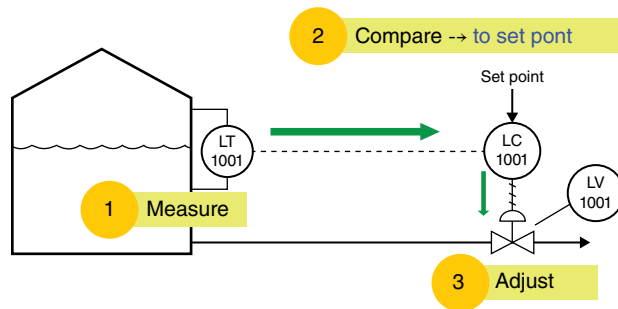 2 Compare → to set pont
Set point
LT
1001
LC
1001
LV
1001
1 Measure
3 Adjust